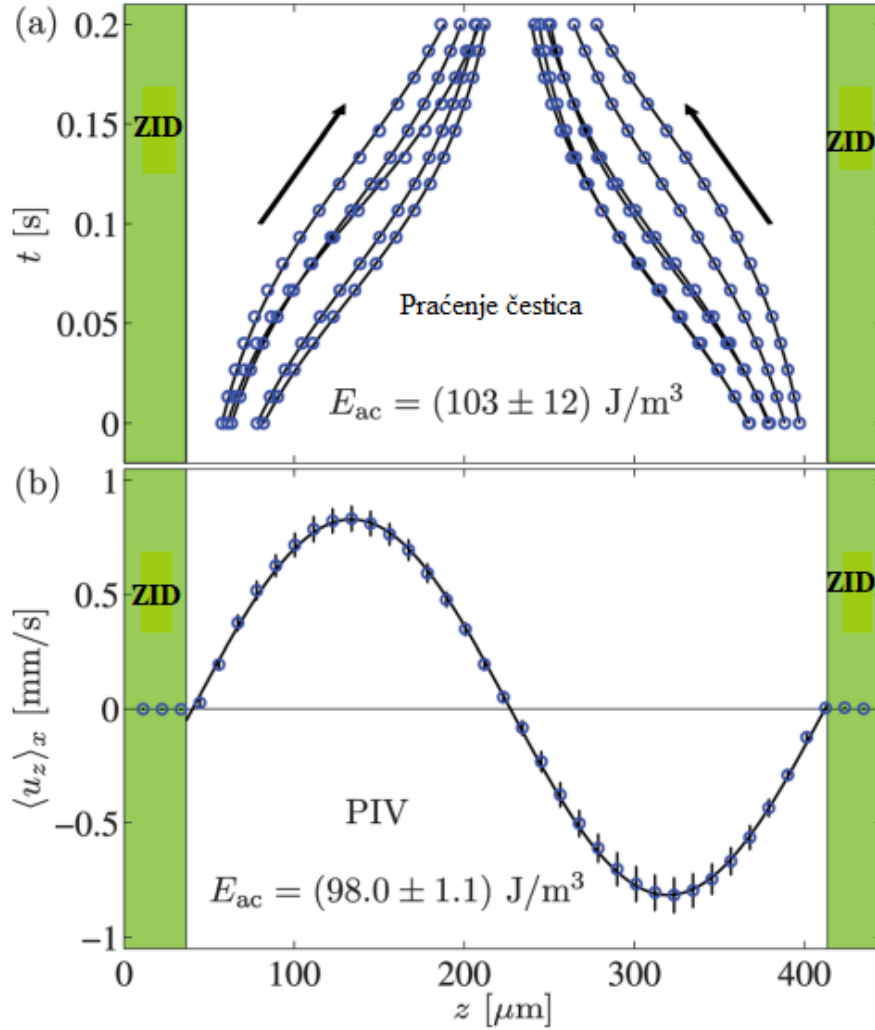 (a)
0.2
0.15
0.1
0.05
0
t [s]
ZID
ZID
Praćenje čestica
E_ac = (103 ± 12) J/m³
(b)
1
0.5
0
−0.5
−1
⟨u_z⟩_x [mm/s]
ZID
ZID
PIV
E_ac = (98.0 ± 1.1) J/m³
0 100 200 300 400
z [μm]